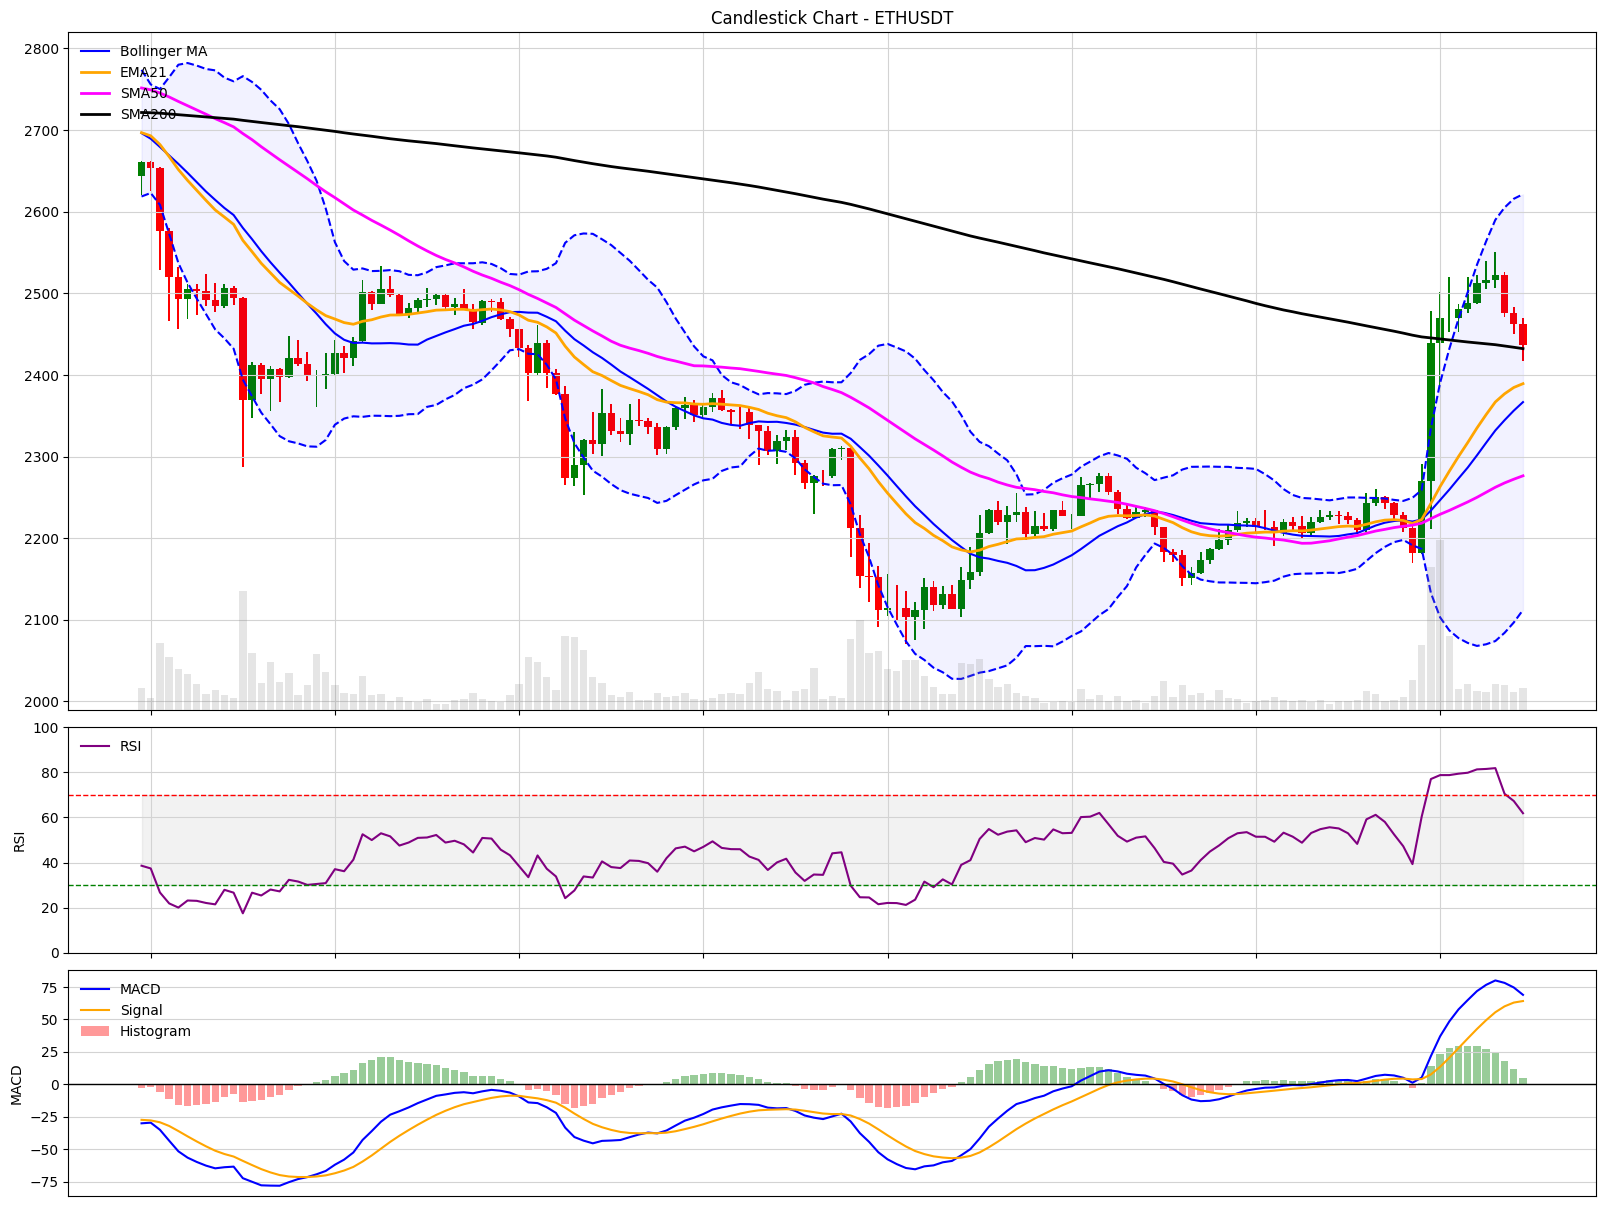 Candlestick Chart - ETHUSDT
Bollinger MA
EMA21
SMA50
SMA200
2800
2700
2600
2500
2400
2300
2200
2100
2000
RSI
100
80
60
40
20
0
RSI
MACD
Signal
Histogram
75
50
25
0
−25
−50
−75
MACD